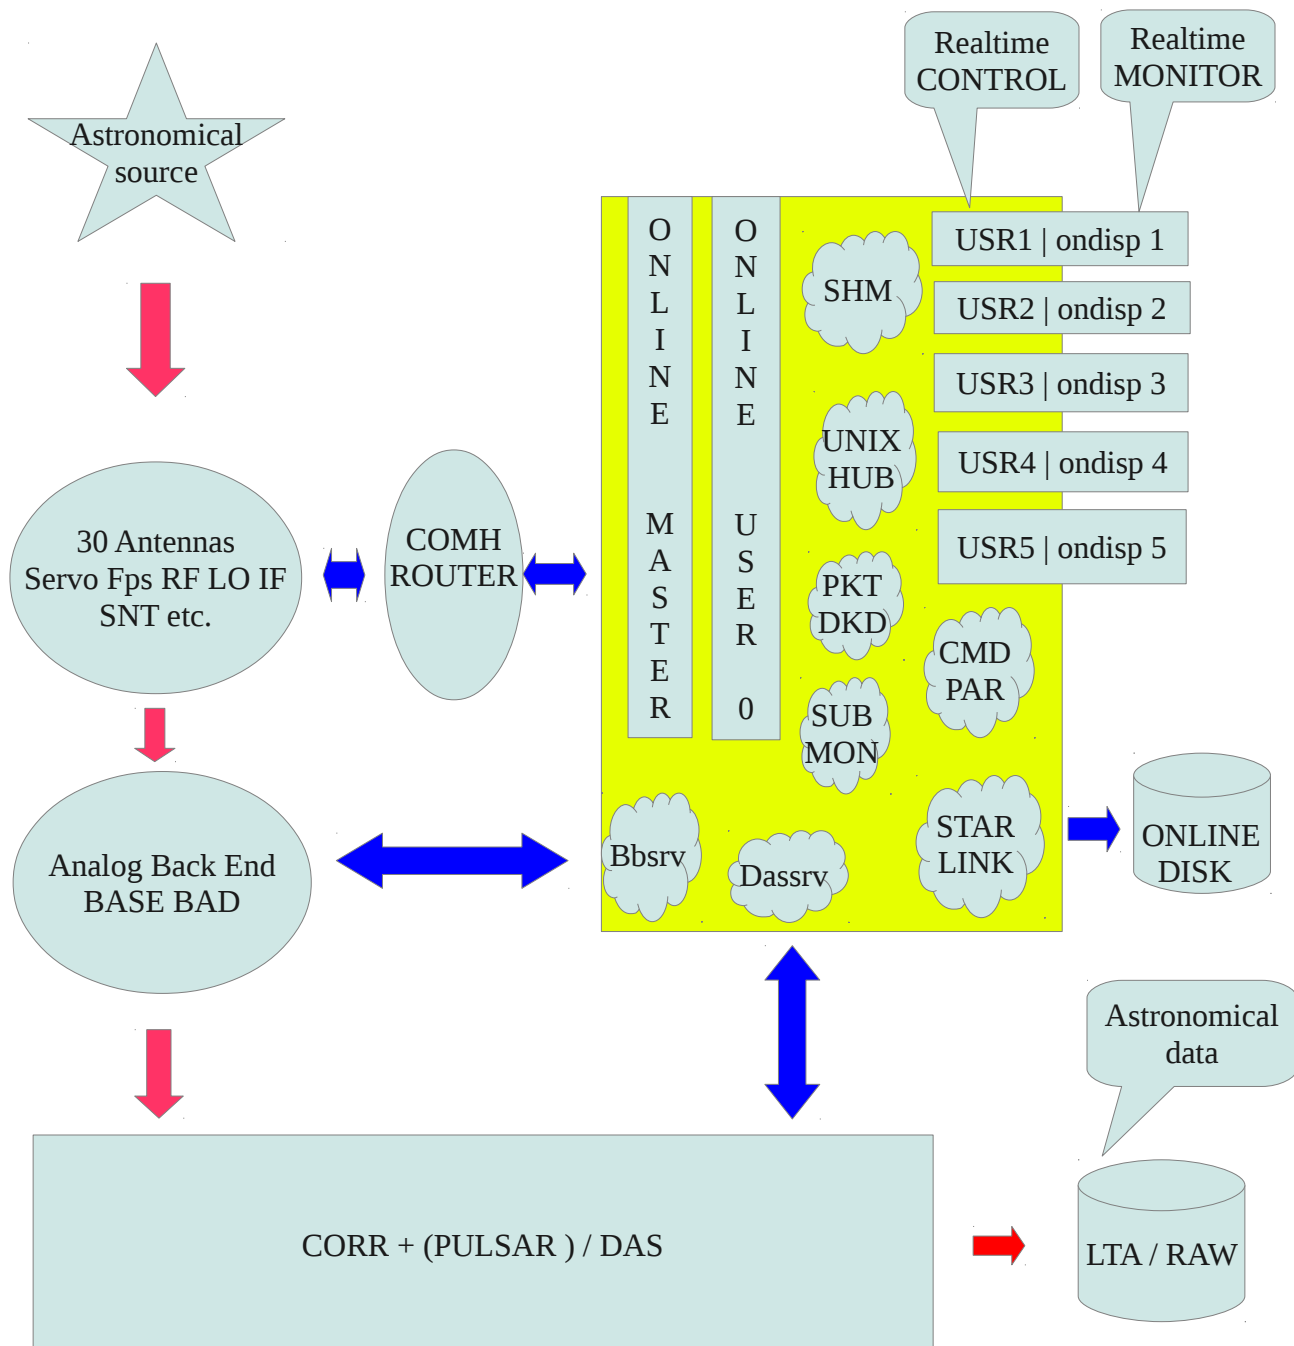 Realtime
CONTROL
Realtime
MONITOR
Astronomical
source
ONLINE MASTER
ONLINE USER 0
SHM
USR1 | ondisp 1
USR2 | ondisp 2
USR3 | ondisp 3
USR4 | ondisp 4
USR5 | ondisp 5
UNIX
HUB
30 Antennas
Servo Fps RF LO IF
SNT etc.
COMH
ROUTER
PKT
DKD
CMD
PAR
SUB
MON
Analog Back End
BASE BAD
Bbsrv
Dassrv
STAR
LINK
ONLINE
DISK
Astronomical
data
CORR + (PULSAR ) / DAS
LTA / RAW